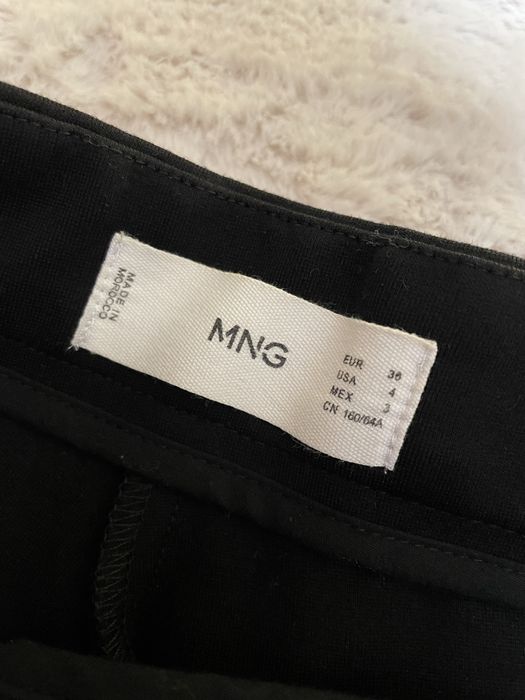 MADE IN
MOROCCO
MNG
EUR 36
USA 4
MEX 3
CN 160/64A